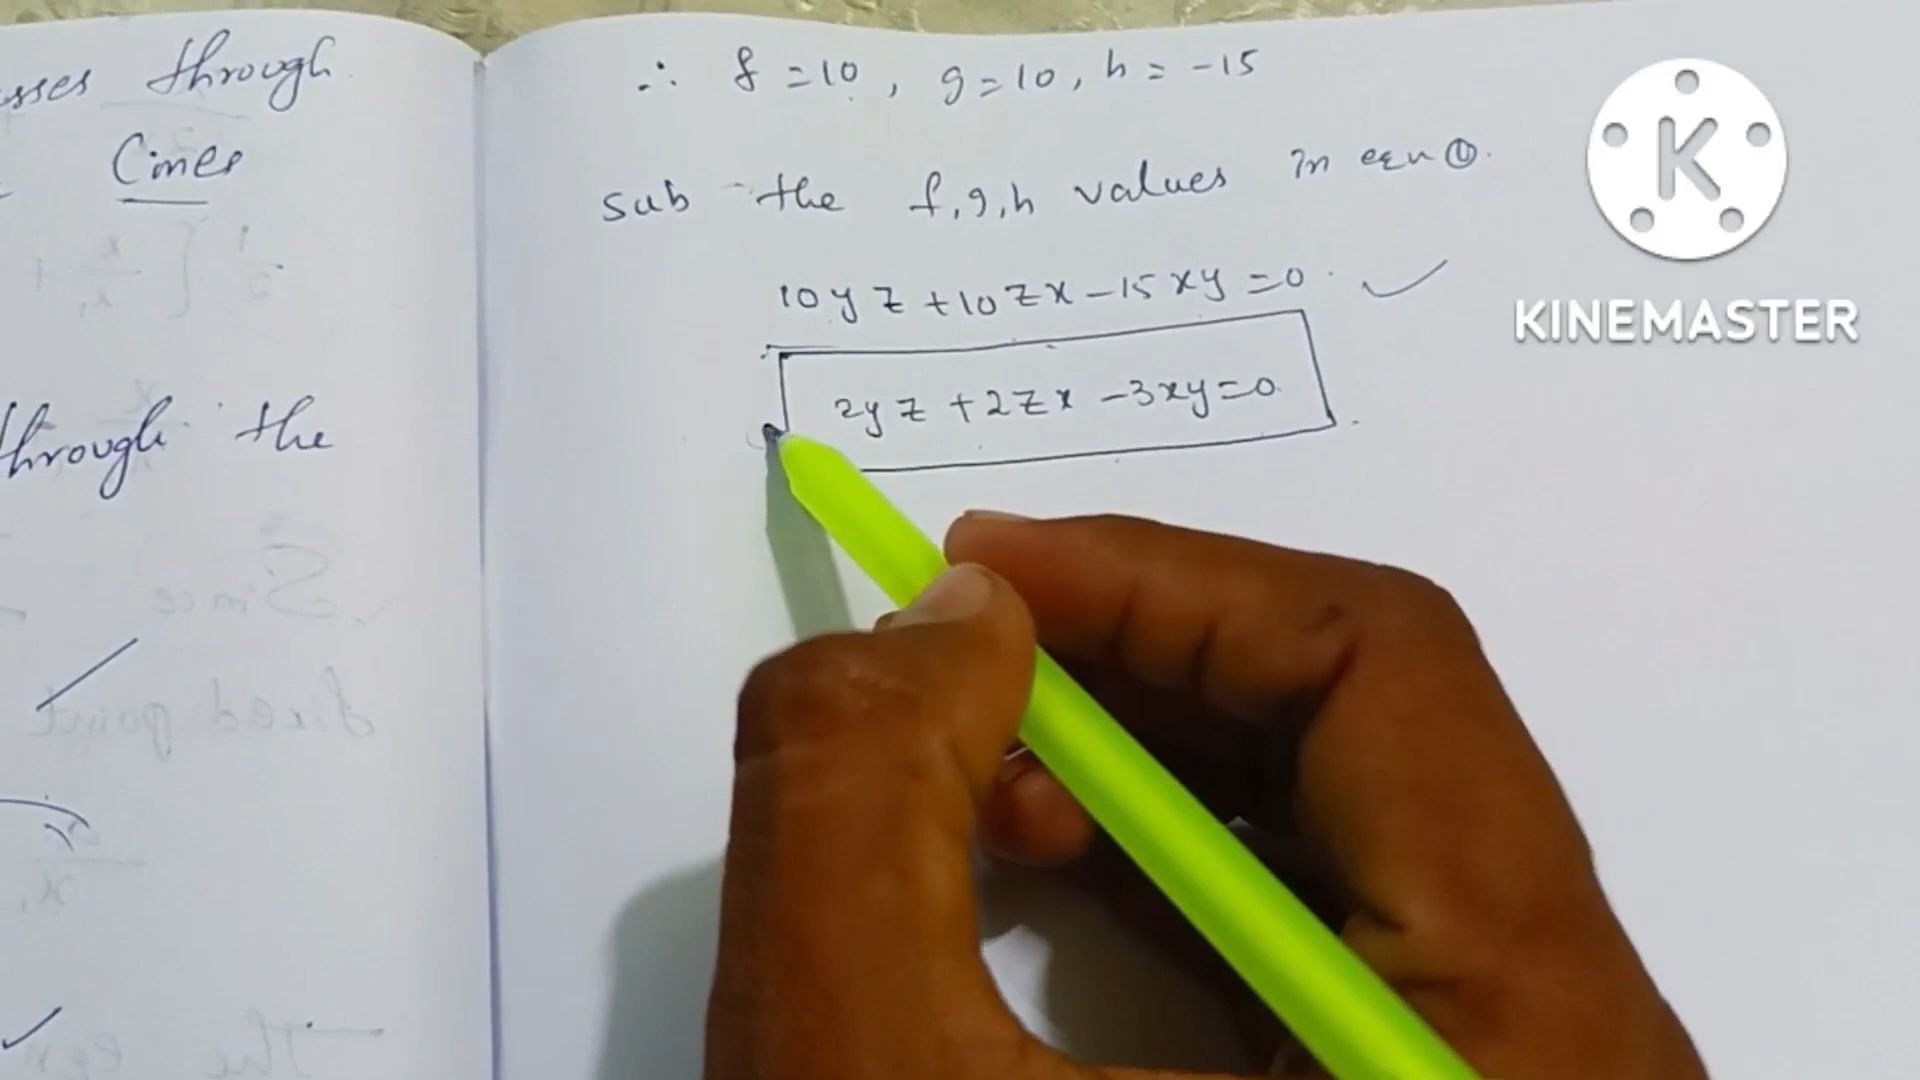 sses through
Cines
through the
∴ f = 10, g = 10, h = -15
sub the f, g, h values in eqn ①.
10yz + 10zx - 15xy = 0
2yz + 2zx - 3xy = 0
K
KINEMASTER